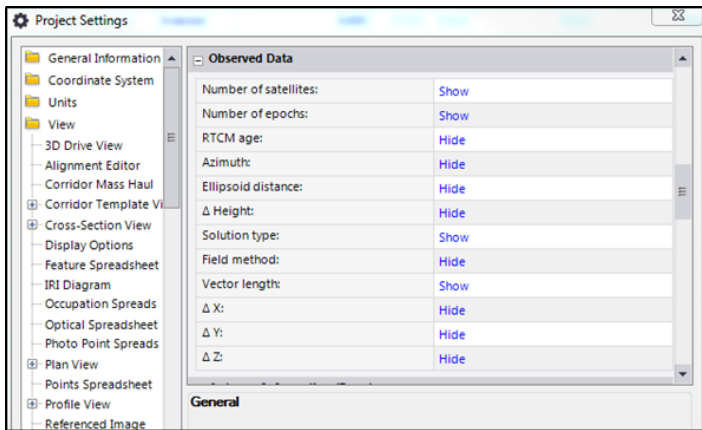 Project Settings
General Information
Coordinate System
Units
View
3D Drive View
Alignment Editor
Corridor Mass Haul
Corridor Template Vi
Cross-Section View
Display Options
Feature Spreadsheet
IRI Diagram
Occupation Spreads
Optical Spreadsheet
Photo Point Spreads
Plan View
Points Spreadsheet
Profile View
Referenced Image
Observed Data
Number of satellites: Show
Number of epochs: Show
RTCM age: Hide
Azimuth: Hide
Ellipsoid distance: Hide
Δ Height: Hide
Solution type: Show
Field method: Hide
Vector length: Show
Δ X: Hide
Δ Y: Hide
Δ Z: Hide
General